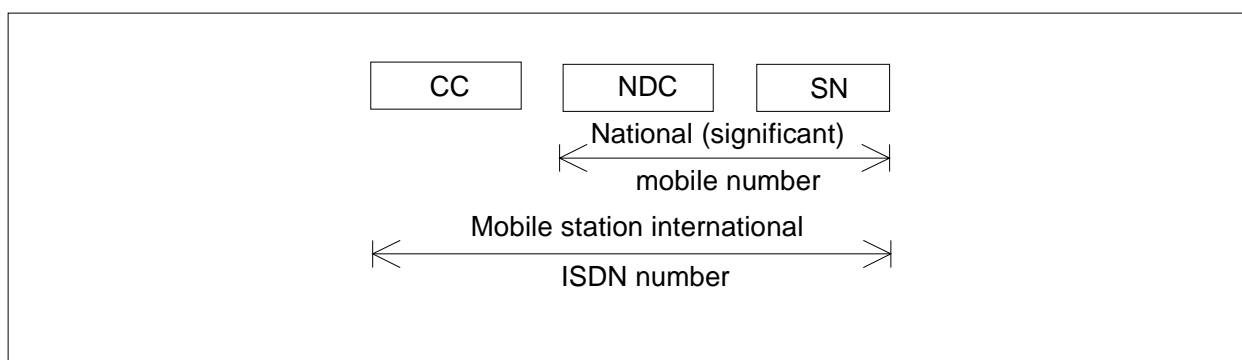 CC NDC SN
National (significant)
mobile number
Mobile station international
ISDN number